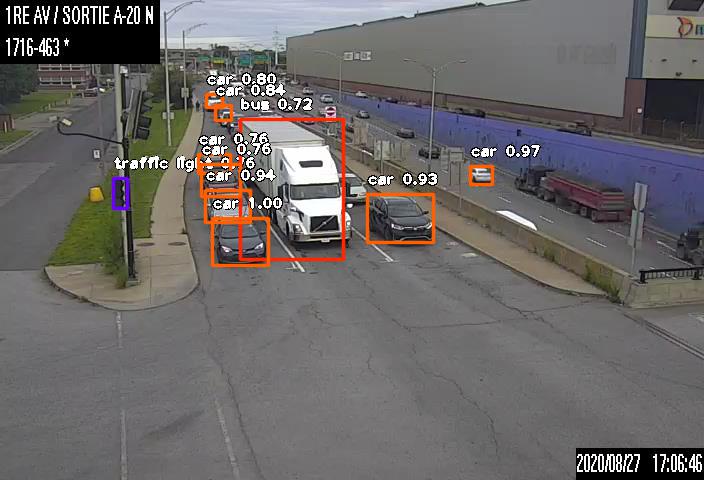 1RE AV / SORTIE A-20 N
1716-463 *
car 0.80
car 0.84
bus 0.72
car 0.76
car 0.76
traffic light 0.76
car 0.94
car 0.97
car 0.93
car 1.00
2020/08/27 17:06:46